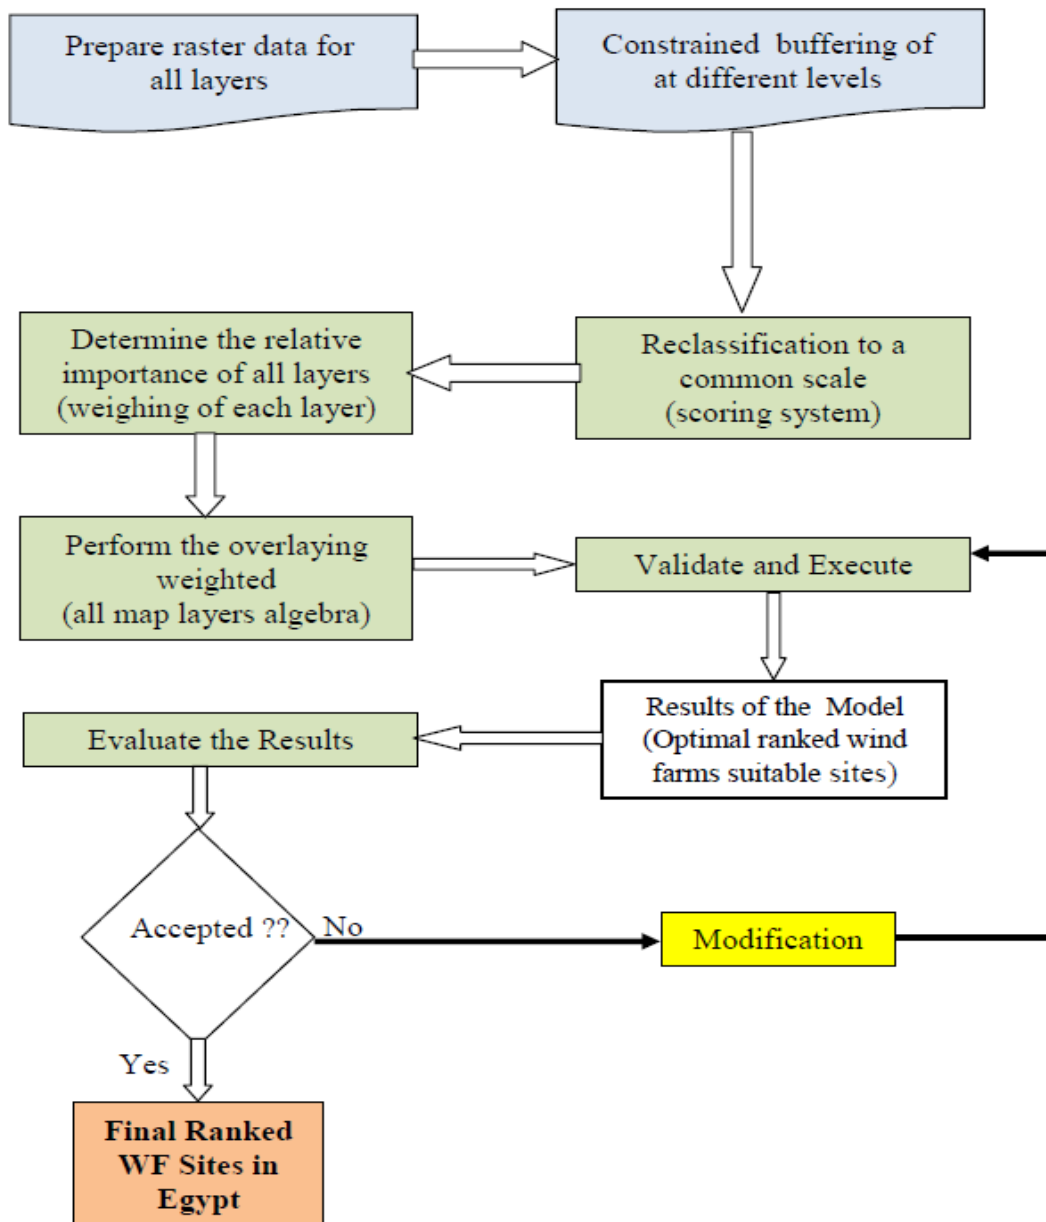 Prepare raster data for
all layers
Constrained buffering of
at different levels
Reclassification to a
common scale
(scoring system)
Determine the relative
importance of all layers
(weighing of each layer)
Perform the overlaying
weighted
(all map layers algebra)
Validate and Execute
Results of the Model
(Optimal ranked wind
farms suitable sites)
Evaluate the Results
Accepted ??
No
Modification
Yes
Final Ranked
WF Sites in
Egypt